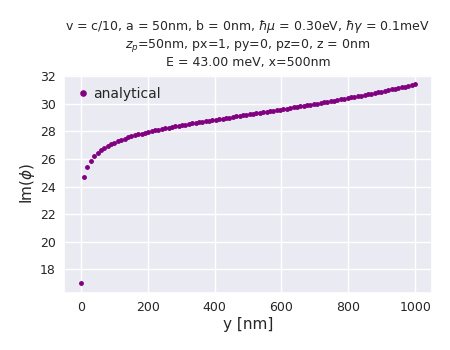 v = c/10, a = 50nm, b = 0nm, ℏμ = 0.30eV, ℏγ = 0.1meV
z_p=50nm, px=1, py=0, pz=0, z = 0nm
E = 43.00 meV, x=500nm
32
30
28
26
24
22
20
18
analytical
Im(ϕ)
0 200 400 600 800 1000
y [nm]